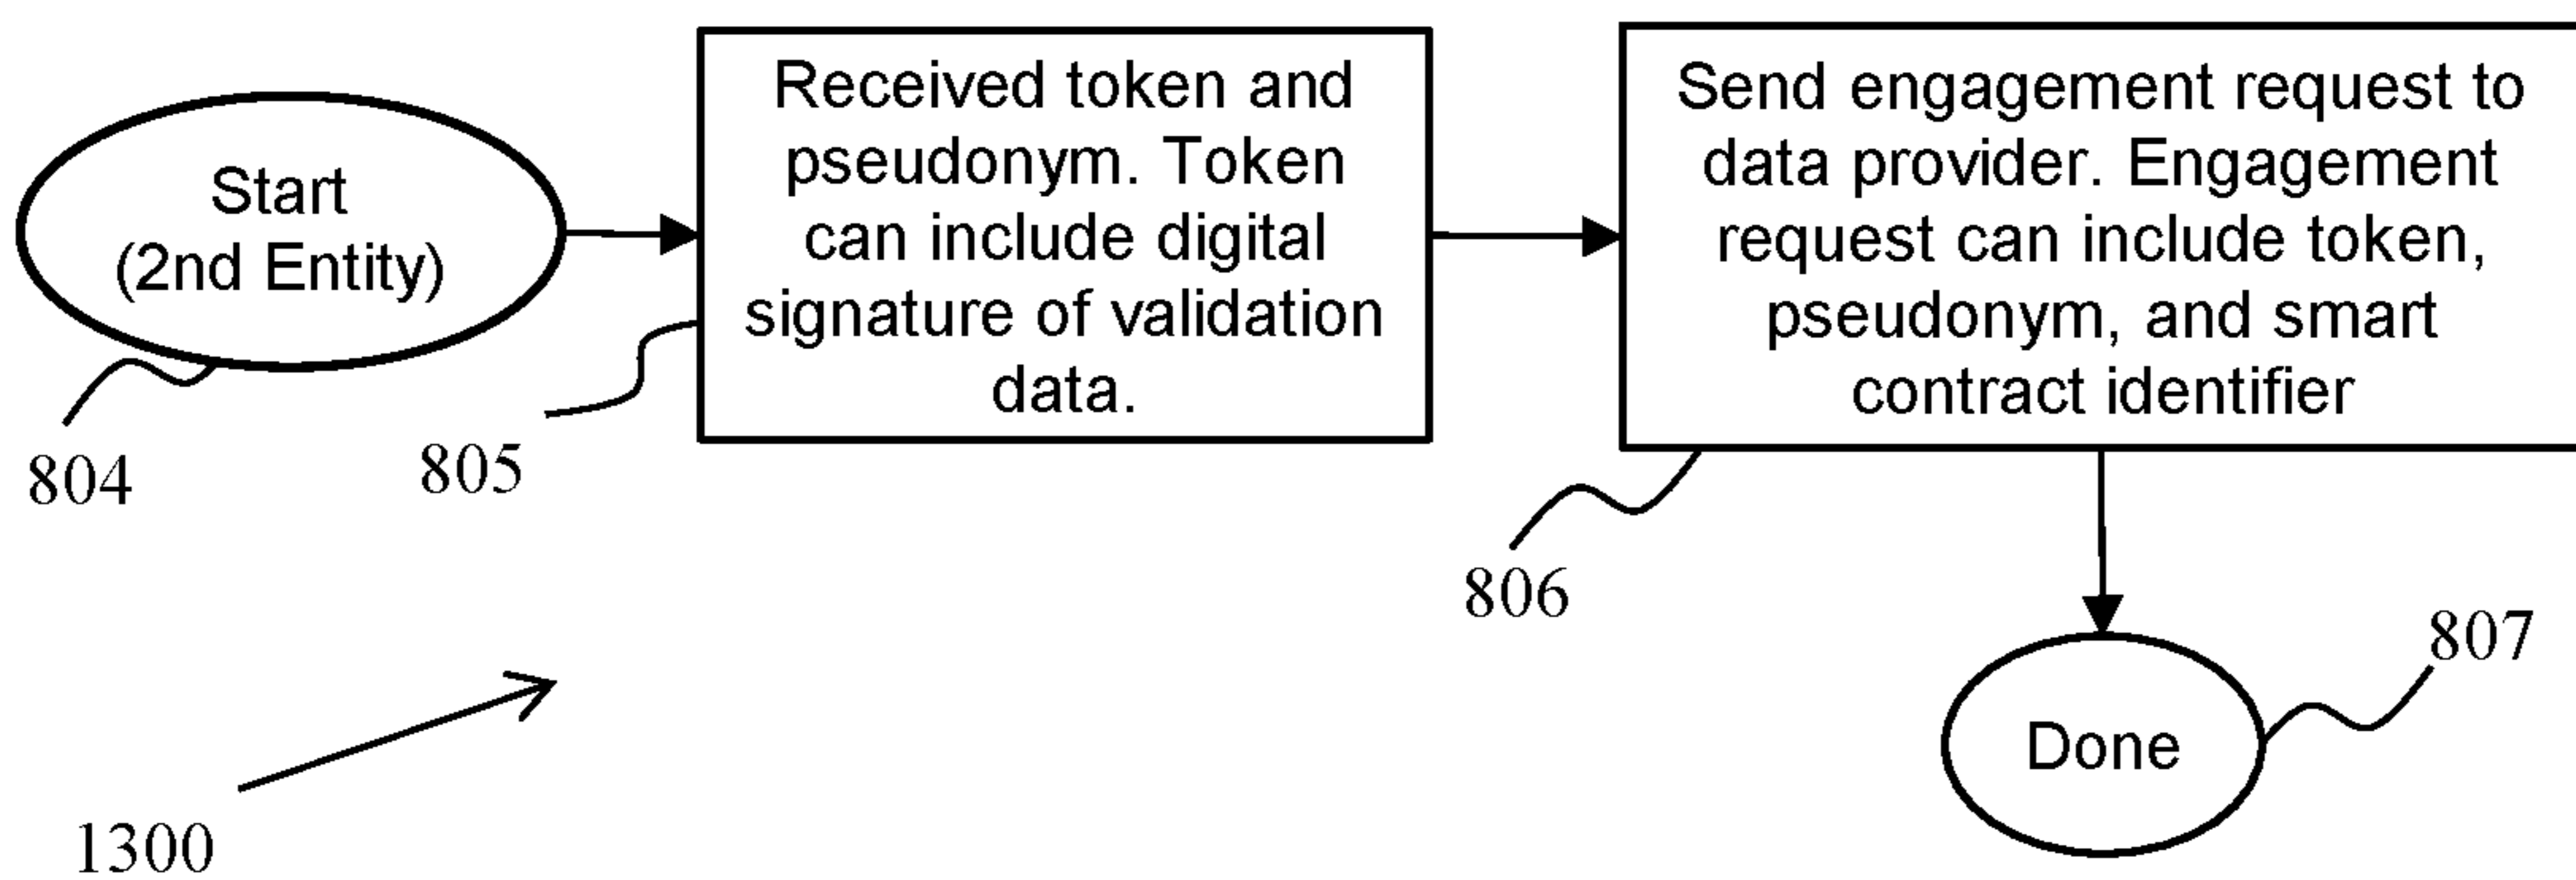 Start
(2nd Entity)
804
Received token and
pseudonym. Token
can include digital
signature of validation
data.
805
Send engagement request to
data provider. Engagement
request can include token,
pseudonym, and smart
contract identifier
806
Done
807
1300